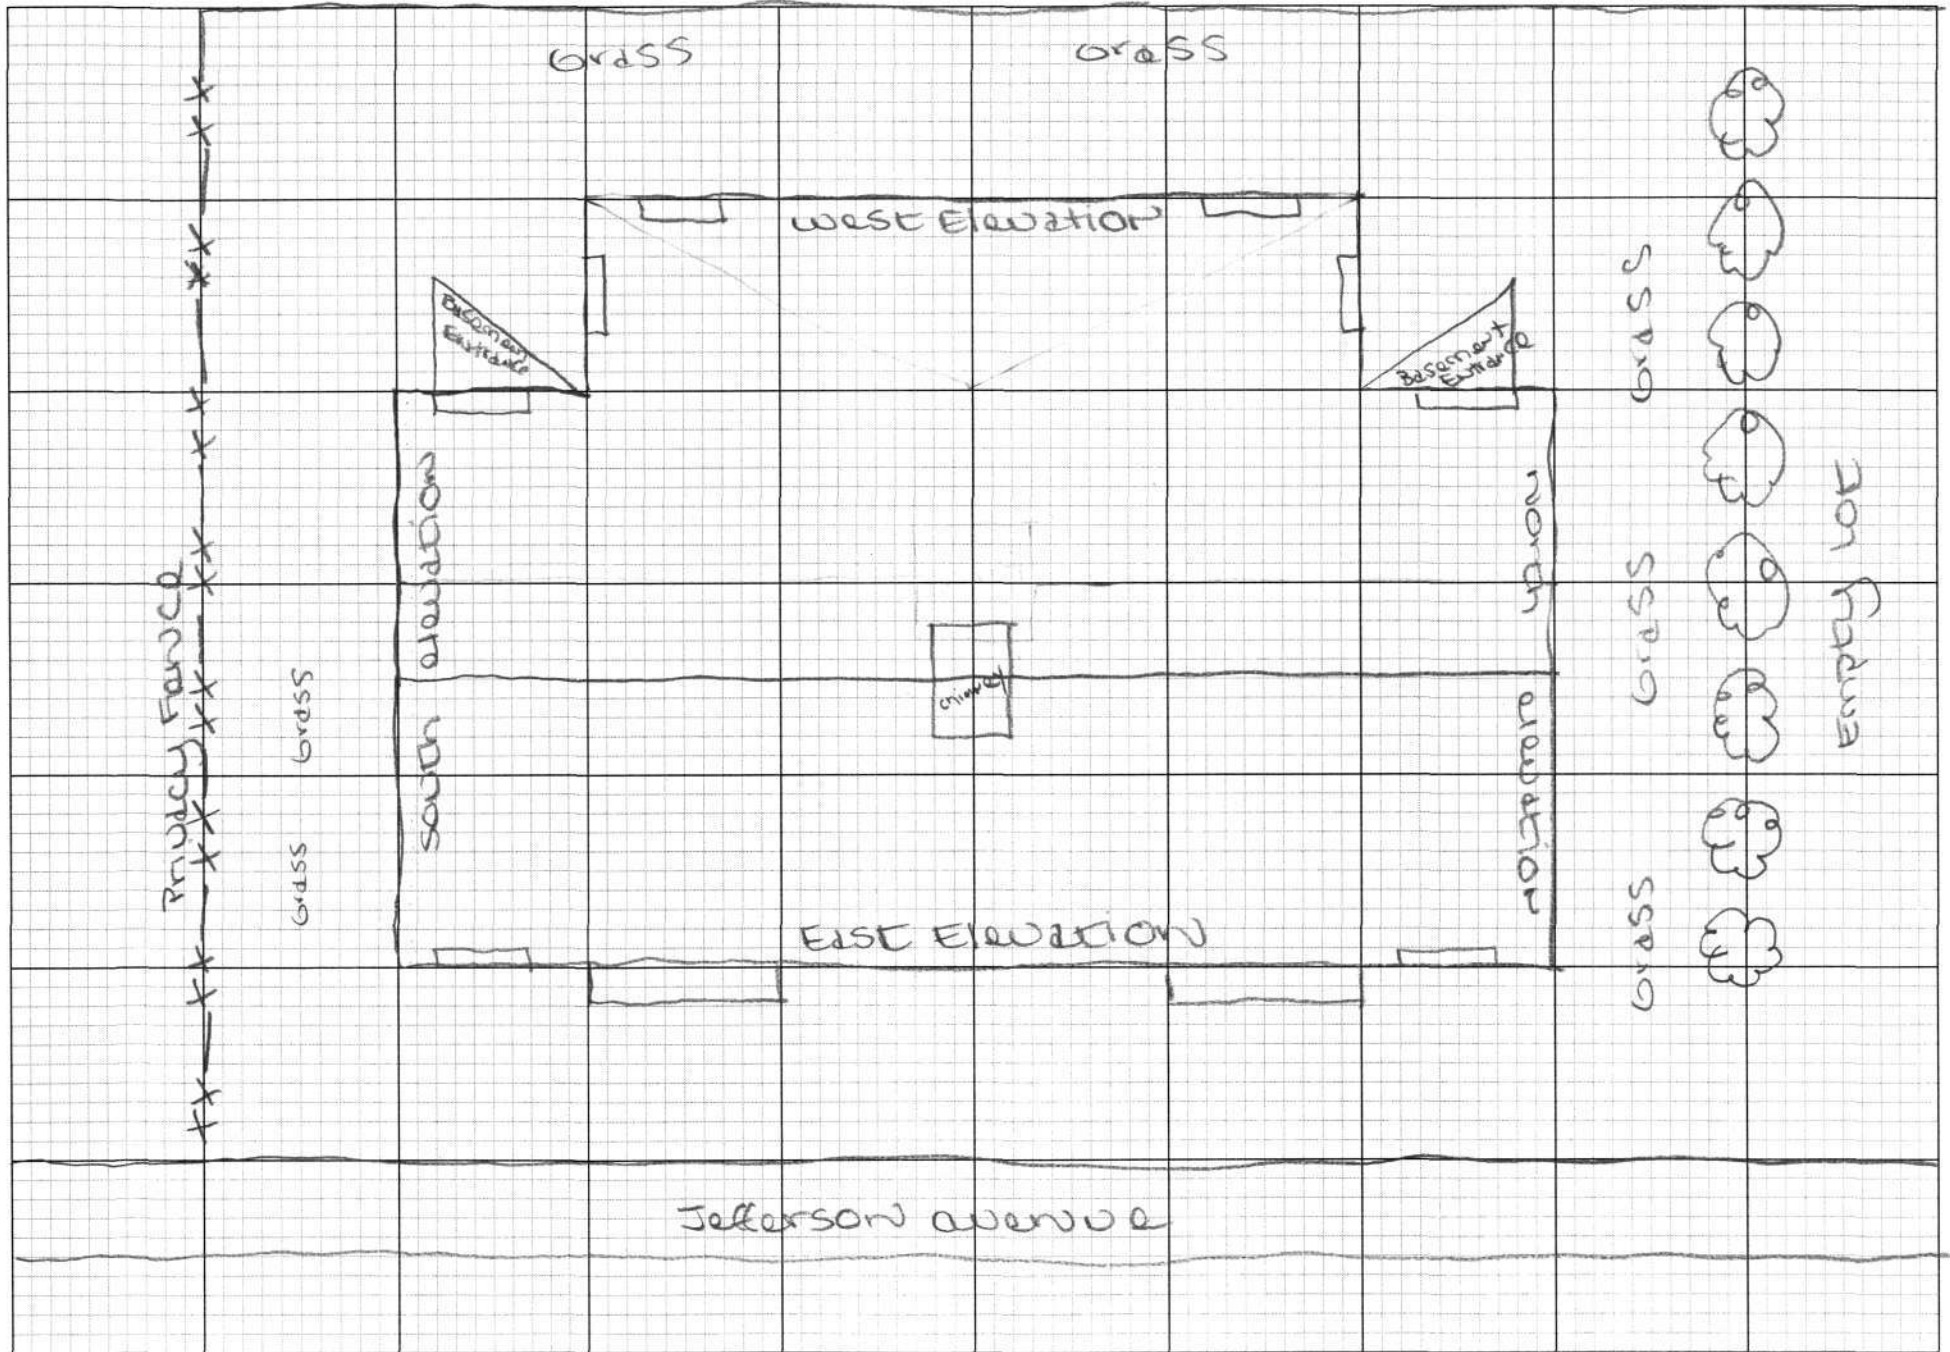 Grass
Grass
West Elevation
Basement
Entrance
Basement
Entrance
Grass
South elevation
North elevation
Empty lot
Privacy Fence
Grass
Grass
chimney
Grass
Grass
East Elevation
Jefferson avenue